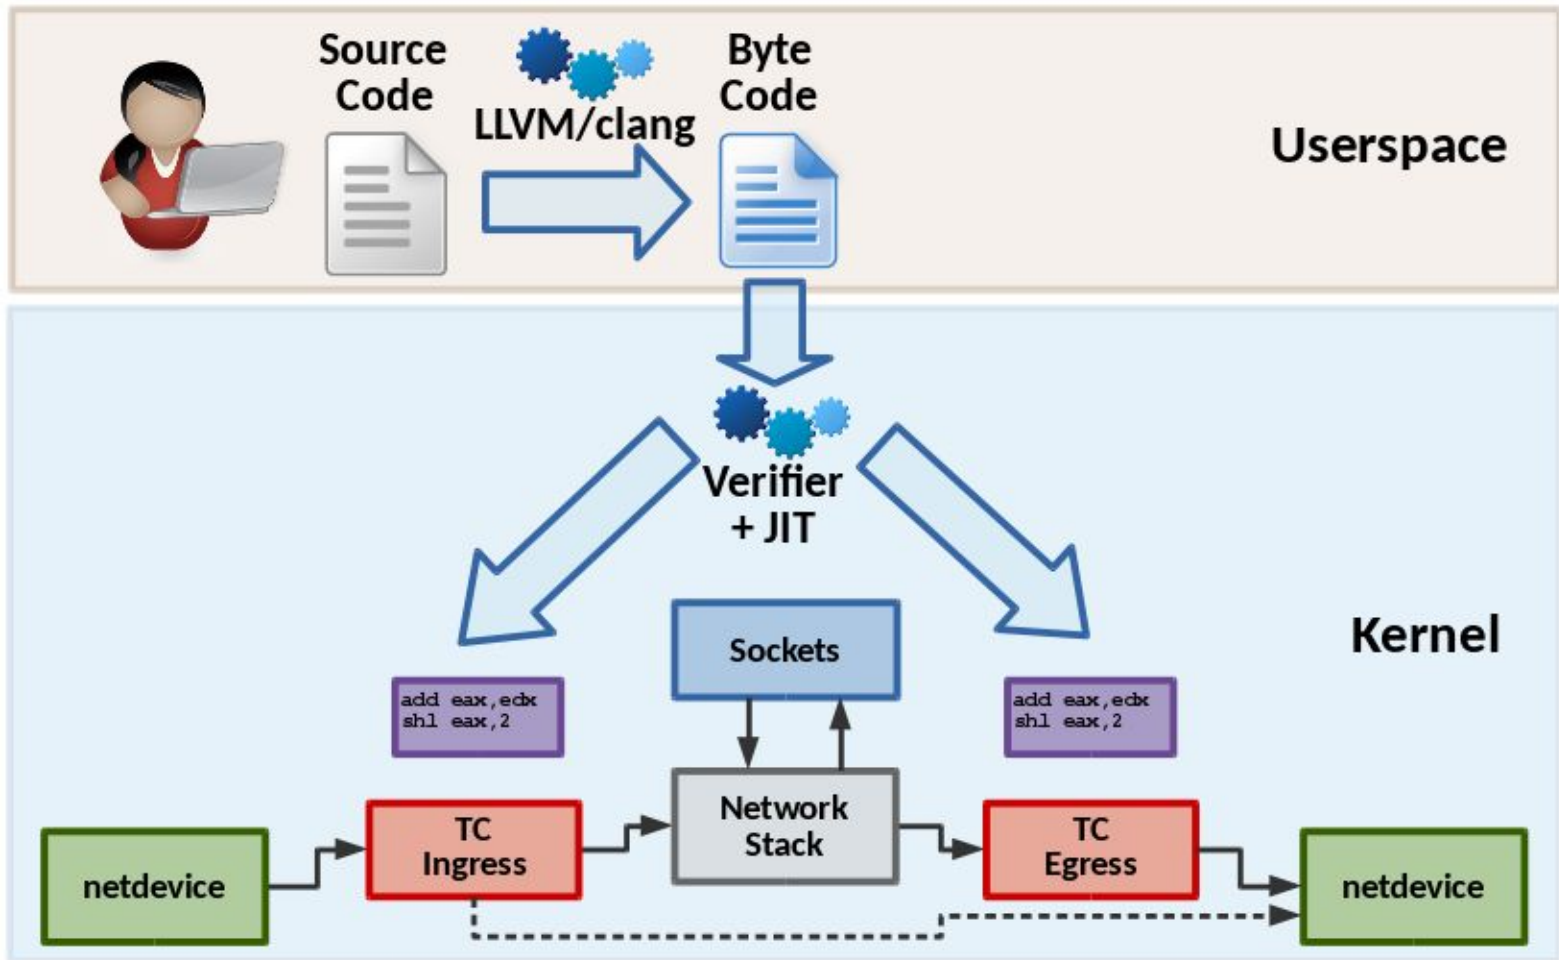 Source
Code
LLVM/clang
Byte
Code
Userspace
Verifier
+ JIT
Kernel
Sockets
add eax,edx
shl eax,2
add eax,edx
shl eax,2
Network
Stack
TC
Ingress
TC
Egress
netdevice
netdevice